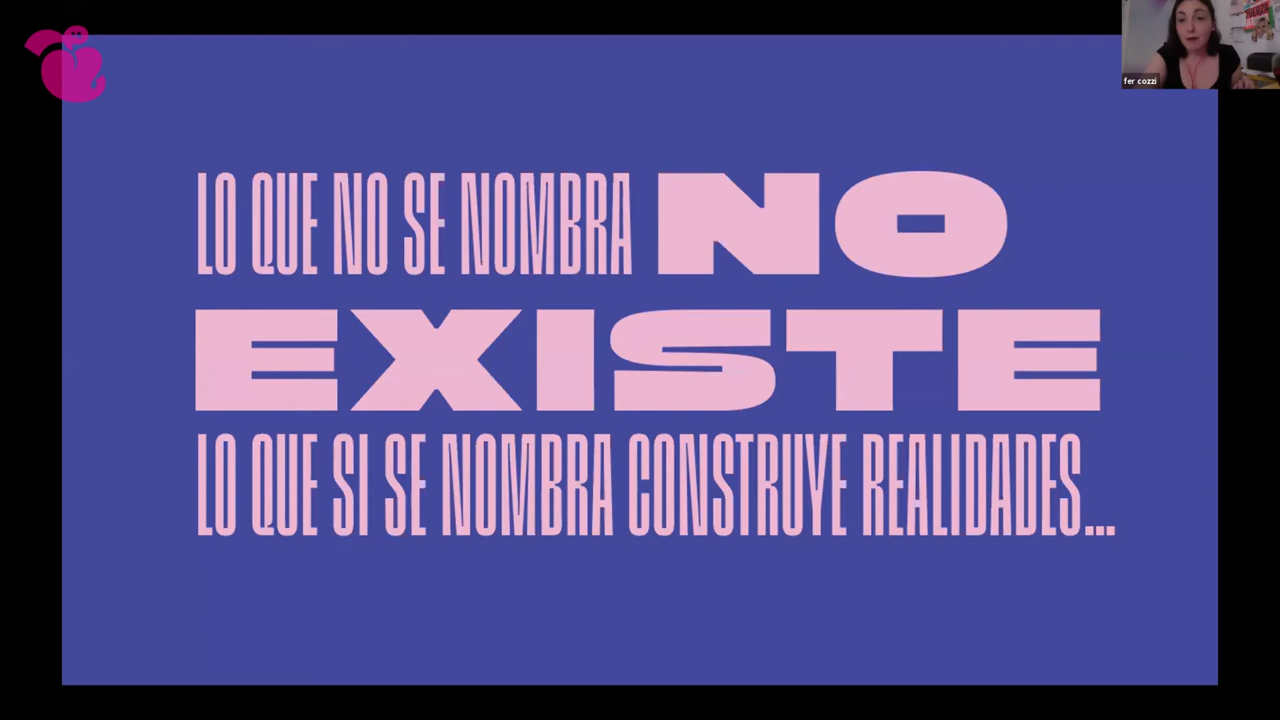 fer cozzi
LO QUE NO SE NOMBRA NO
EXISTE
LO QUE SI SE NOMBRA CONSTRUYE REALIDADES...